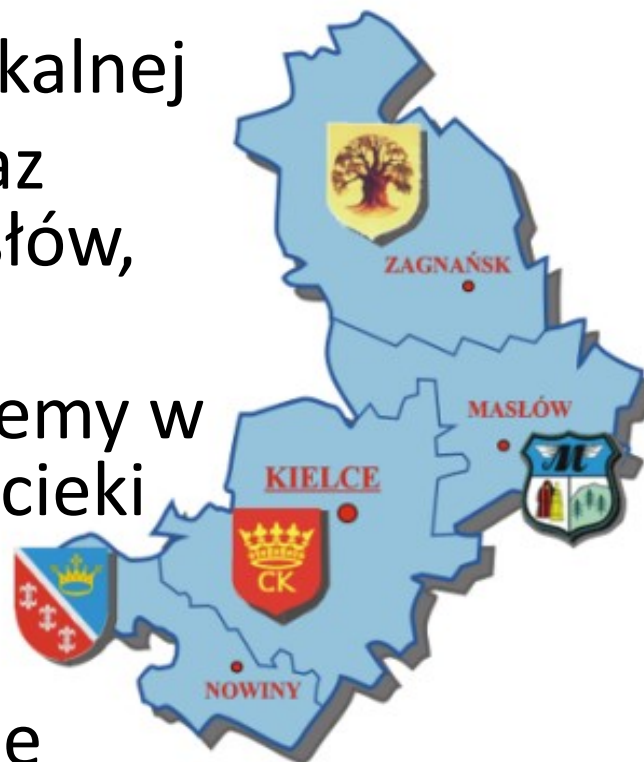 kalnej
az
słów,
emy w
cieki
e
ZAGNAŃSK
MASŁÓW
M
KIELCE
CK
NOWINY